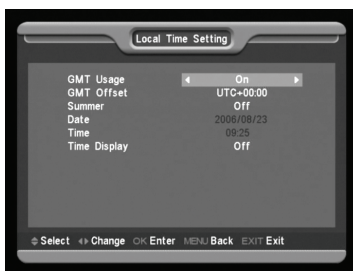 Local Time Setting
GMT Usage On
GMT Offset UTC+00:00
Summer Off
Date 2006/08/23
Time 09:25
Time Display Off
Select Change OK Enter MENU Back EXIT Exit